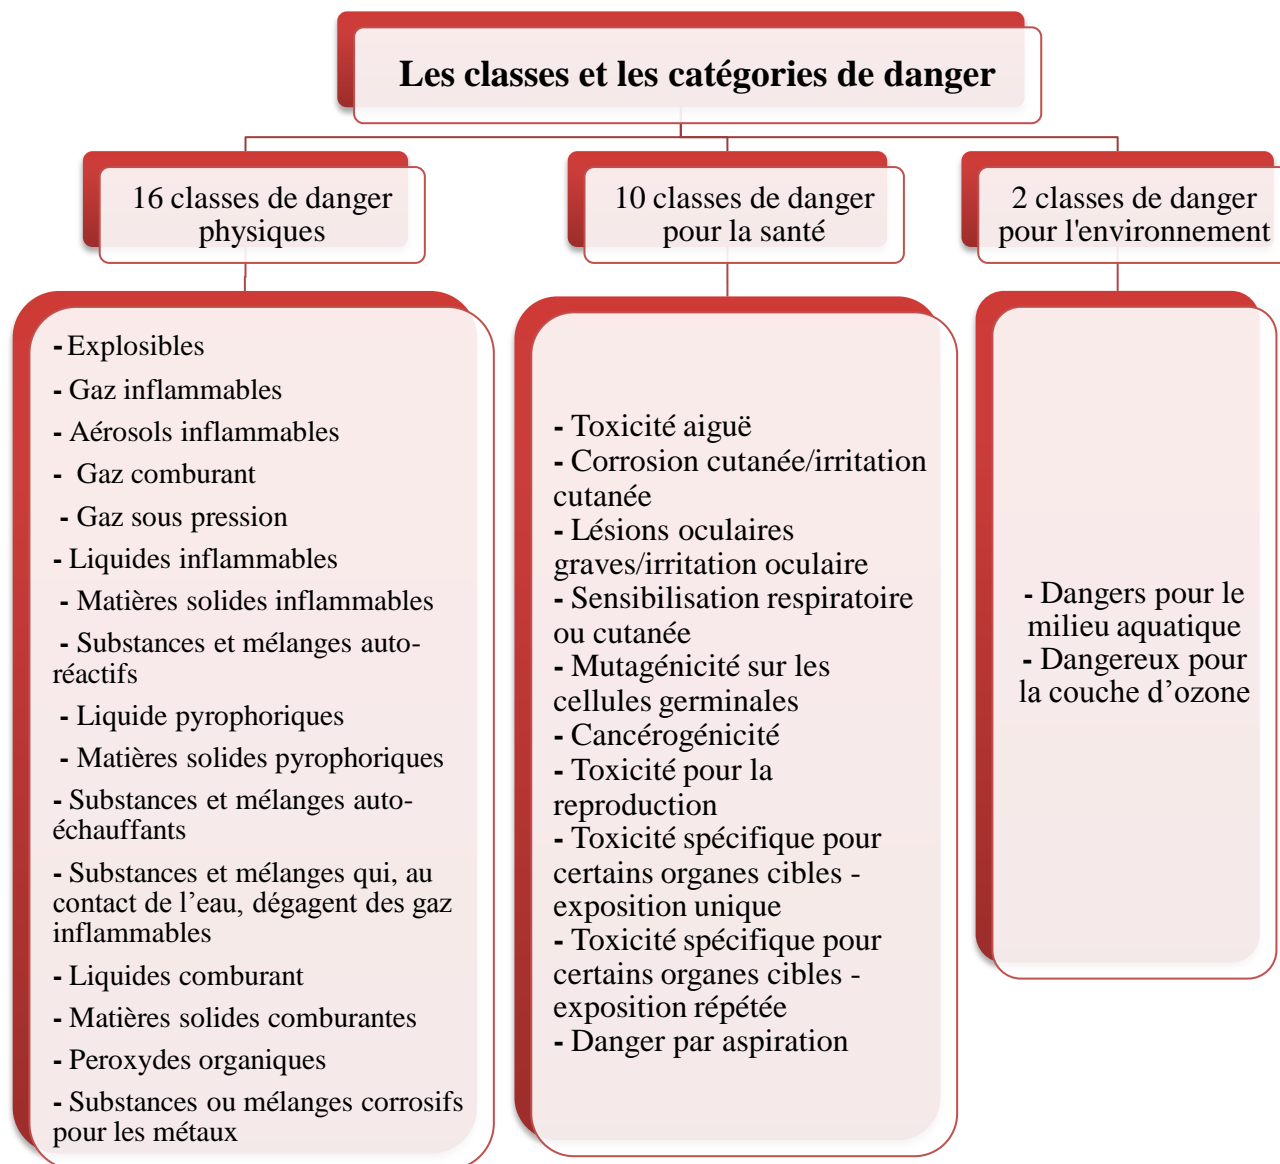 Les classes et les catégories de danger
16 classes de danger
physiques
- Explosibles
- Gaz inflammables
- Aérosols inflammables
- Gaz comburant
- Gaz sous pression
- Liquides inflammables
- Matières solides inflammables
- Substances et mélanges auto-
réactifs
- Liquide pyrophoriques
- Matières solides pyrophoriques
- Substances et mélanges auto-
échauffants
- Substances et mélanges qui, au
contact de l’eau, dégagent des gaz
inflammables
- Liquides comburant
- Matières solides comburantes
- Peroxydes organiques
- Substances ou mélanges corrosifs
pour les métaux
10 classes de danger
pour la santé
- Toxicité aiguë
- Corrosion cutanée/irritation
cutanée
- Lésions oculaires
graves/irritation oculaire
- Sensibilisation respiratoire
ou cutanée
- Mutagénicité sur les
cellules germinales
- Cancérogénicité
- Toxicité pour la
reproduction
- Toxicité spécifique pour
certains organes cibles -
exposition unique
- Toxicité spécifique pour
certains organes cibles -
exposition répétée
- Danger par aspiration
2 classes de danger
pour l'environnement
- Dangers pour le
milieu aquatique
- Dangereux pour
la couche d’ozone